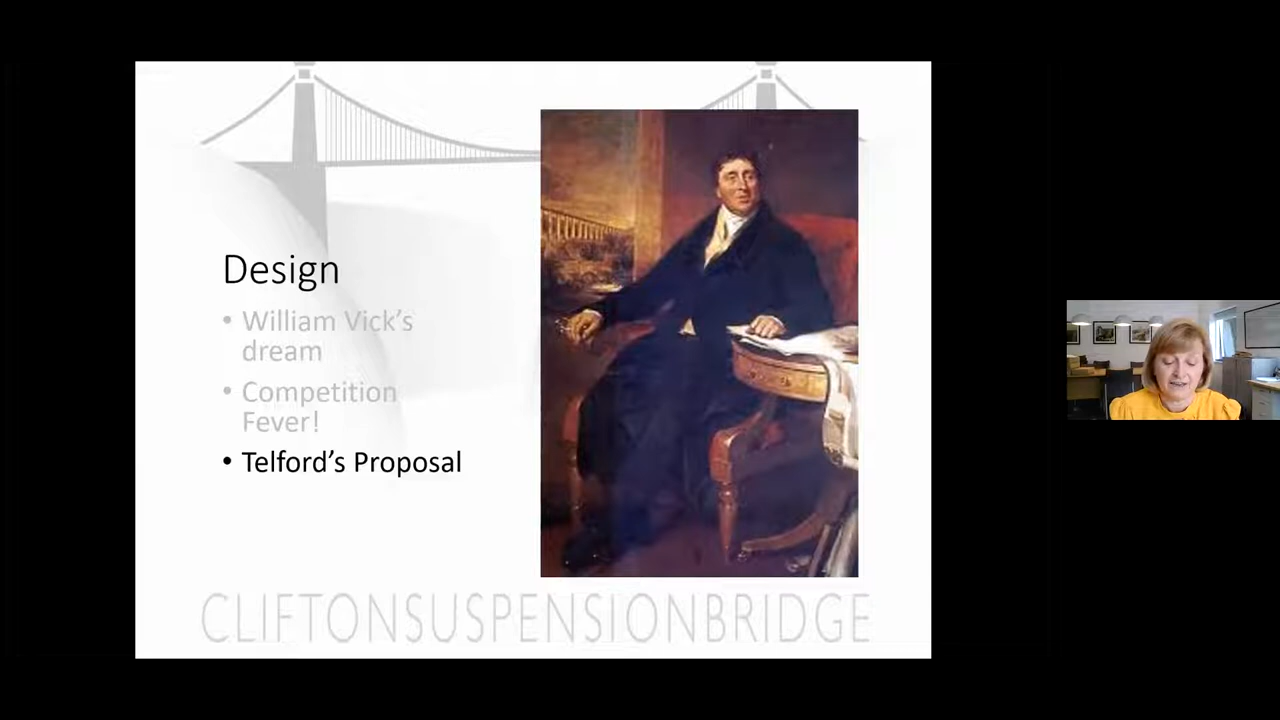 Design
• William Vick’s
dream
• Competition
Fever!
• Telford’s Proposal
CLIFTONSUSPENSIONBRIDGE